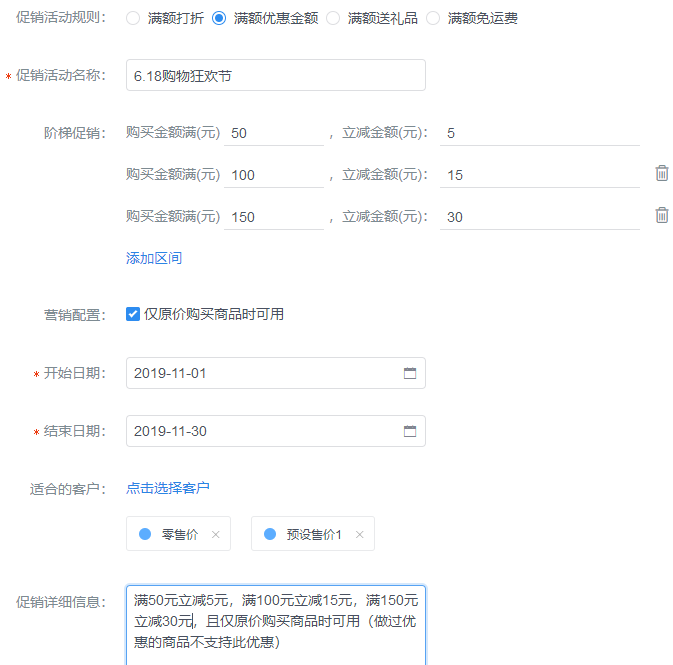 促销活动规则： 满额打折 满额优惠金额 满额送礼品 满额免运费
* 促销活动名称： 6.18购物狂欢节
阶梯促销： 购买金额满(元) 50 ，立减金额(元)： 5
购买金额满(元) 100 ，立减金额(元)： 15
购买金额满(元) 150 ，立减金额(元)： 30
添加区间
营销配置： 仅原价购买商品时可用
* 开始日期： 2019-11-01
* 结束日期： 2019-11-30
适合的客户： 点击选择客户
零售价 × 预设售价1 ×
促销详细信息： 满50元立减5元，满100元立减15元，满150元
立减30元，且仅原价购买商品时可用（做过优
惠的商品不支持此优惠）